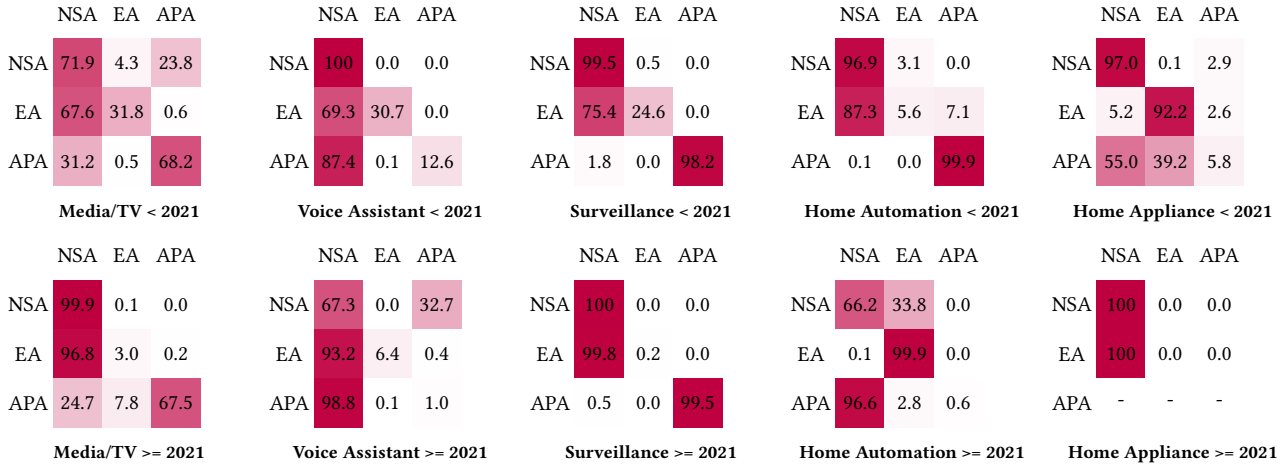 NSA EA APA NSA EA APA NSA EA APA NSA EA APA NSA EA APA
NSA 71.9 4.3 23.8 NSA 100 0.0 0.0 NSA 99.5 0.5 0.0 NSA 96.9 3.1 0.0 NSA 97.0 0.1 2.9
EA 67.6 31.8 0.6 EA 69.3 30.7 0.0 EA 75.4 24.6 0.0 EA 87.3 5.6 7.1 EA 5.2 92.2 2.6
APA 31.2 0.5 68.2 APA 87.4 0.1 12.6 APA 1.8 0.0 98.2 APA 0.1 0.0 99.9 APA 55.0 39.2 5.8
Media/TV < 2021 Voice Assistant < 2021 Surveillance < 2021 Home Automation < 2021 Home Appliance < 2021
NSA EA APA NSA EA APA NSA EA APA NSA EA APA NSA EA APA
NSA 99.9 0.1 0.0 NSA 67.3 0.0 32.7 NSA 100 0.0 0.0 NSA 66.2 33.8 0.0 NSA 100 0.0 0.0
EA 96.8 3.0 0.2 EA 93.2 6.4 0.4 EA 99.8 0.2 0.0 EA 0.1 99.9 0.0 EA 100 0.0 0.0
APA 24.7 7.8 67.5 APA 98.8 0.1 1.0 APA 0.5 0.0 99.5 APA 96.6 2.8 0.6 APA - - -
Media/TV >= 2021 Voice Assistant >= 2021 Surveillance >= 2021 Home Automation >= 2021 Home Appliance >= 2021